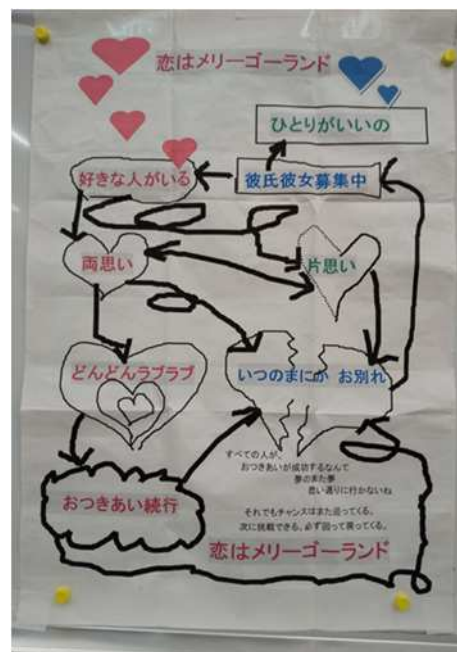 恋はメリーゴーランド
ひとりがいいの
好きな人がいる
彼氏彼女募集中
両思い
片思い
どんどんラブラブ
いつのまにか お別れ
すべての人が、
おつきあいが成功するなんて
夢のまた夢
思い通りに行かないね
おつきあい続行
それでもチャンスはまた巡ってくる。
次に挑戦できる。必ず回って戻ってくる。
恋はメリーゴーランド